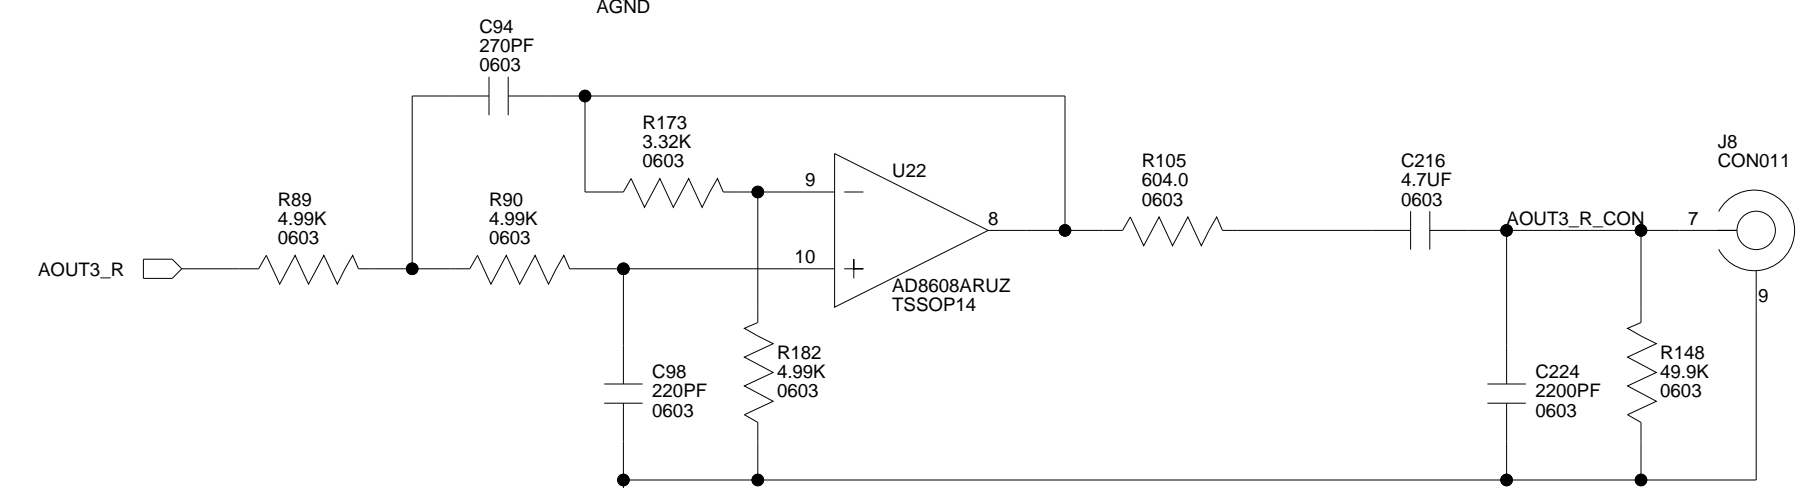 AGND
C94
270PF
0603
R173
3.32K
0603
J8
CON011
U22
R105
604.0
0603
C216
4.7UF
0603
9
R89
4.99K
0603
R90
4.99K
0603
8
AOUT3_R_CON
7
10
AOUT3_R
+
−
AD8608ARUZ
TSSOP14
9
R182
4.99K
0603
R148
49.9K
0603
C98
220PF
0603
C224
2200PF
0603